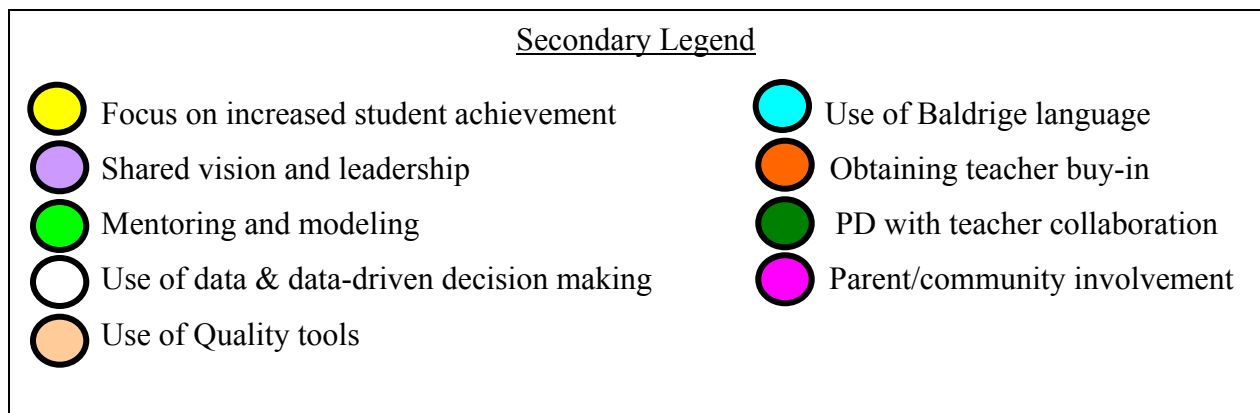 Secondary Legend
Focus on increased student achievement
Shared vision and leadership
Mentoring and modeling
Use of data & data-driven decision making
Use of Quality tools
Use of Baldrige language
Obtaining teacher buy-in
PD with teacher collaboration
Parent/community involvement